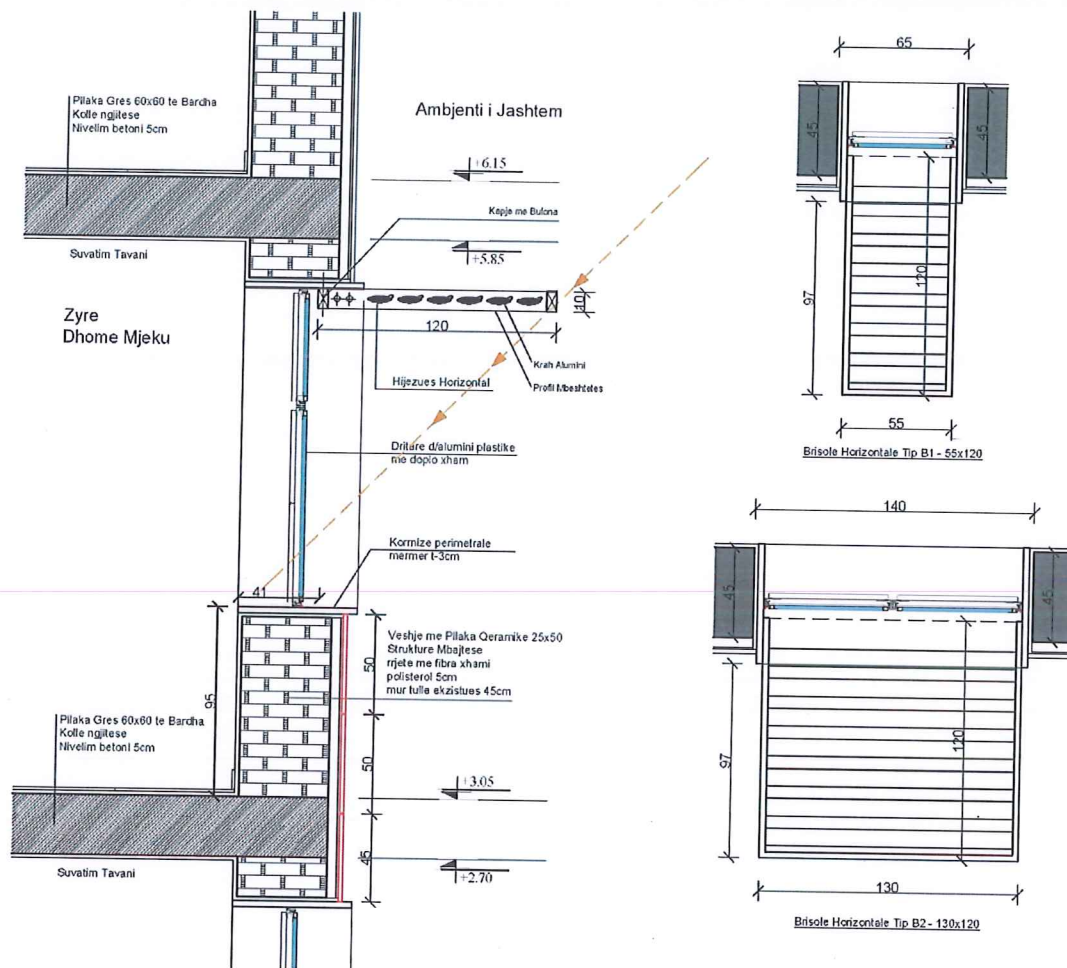 Pllaka Gres 60x60 te Bardha
Kolle ngjitese
Nivelim betoni 5cm
Ambjenti i Jashtem
+6.15
Kapje me Bulona
+5.85
Suvatim Tavani
Zyre
Dhome Mjeku
120
10
Krah Alumini
Profil Mbeshtetes
Hijezues Horizontal
Dritare d/alumini plastike
me dopio xham
Kornize perimetrale
mermer t-3cm
41
95
50
50
45
Veshje me Pllaka Qeramike 25x50
Strukture Mbajtese
rrjete me fibra xhami
polisterol 5cm
mur tulle ekzistues 45cm
Pllaka Gres 60x60 te Bardha
Kolle ngjitese
Nivelim betoni 5cm
+3.05
+2.70
Suvatim Tavani
65
45
45
97
120
55
Brisole Horizontale Tip B1 - 55x120
140
45
45
97
120
130
Brisole Horizontale Tip B2 - 130x120